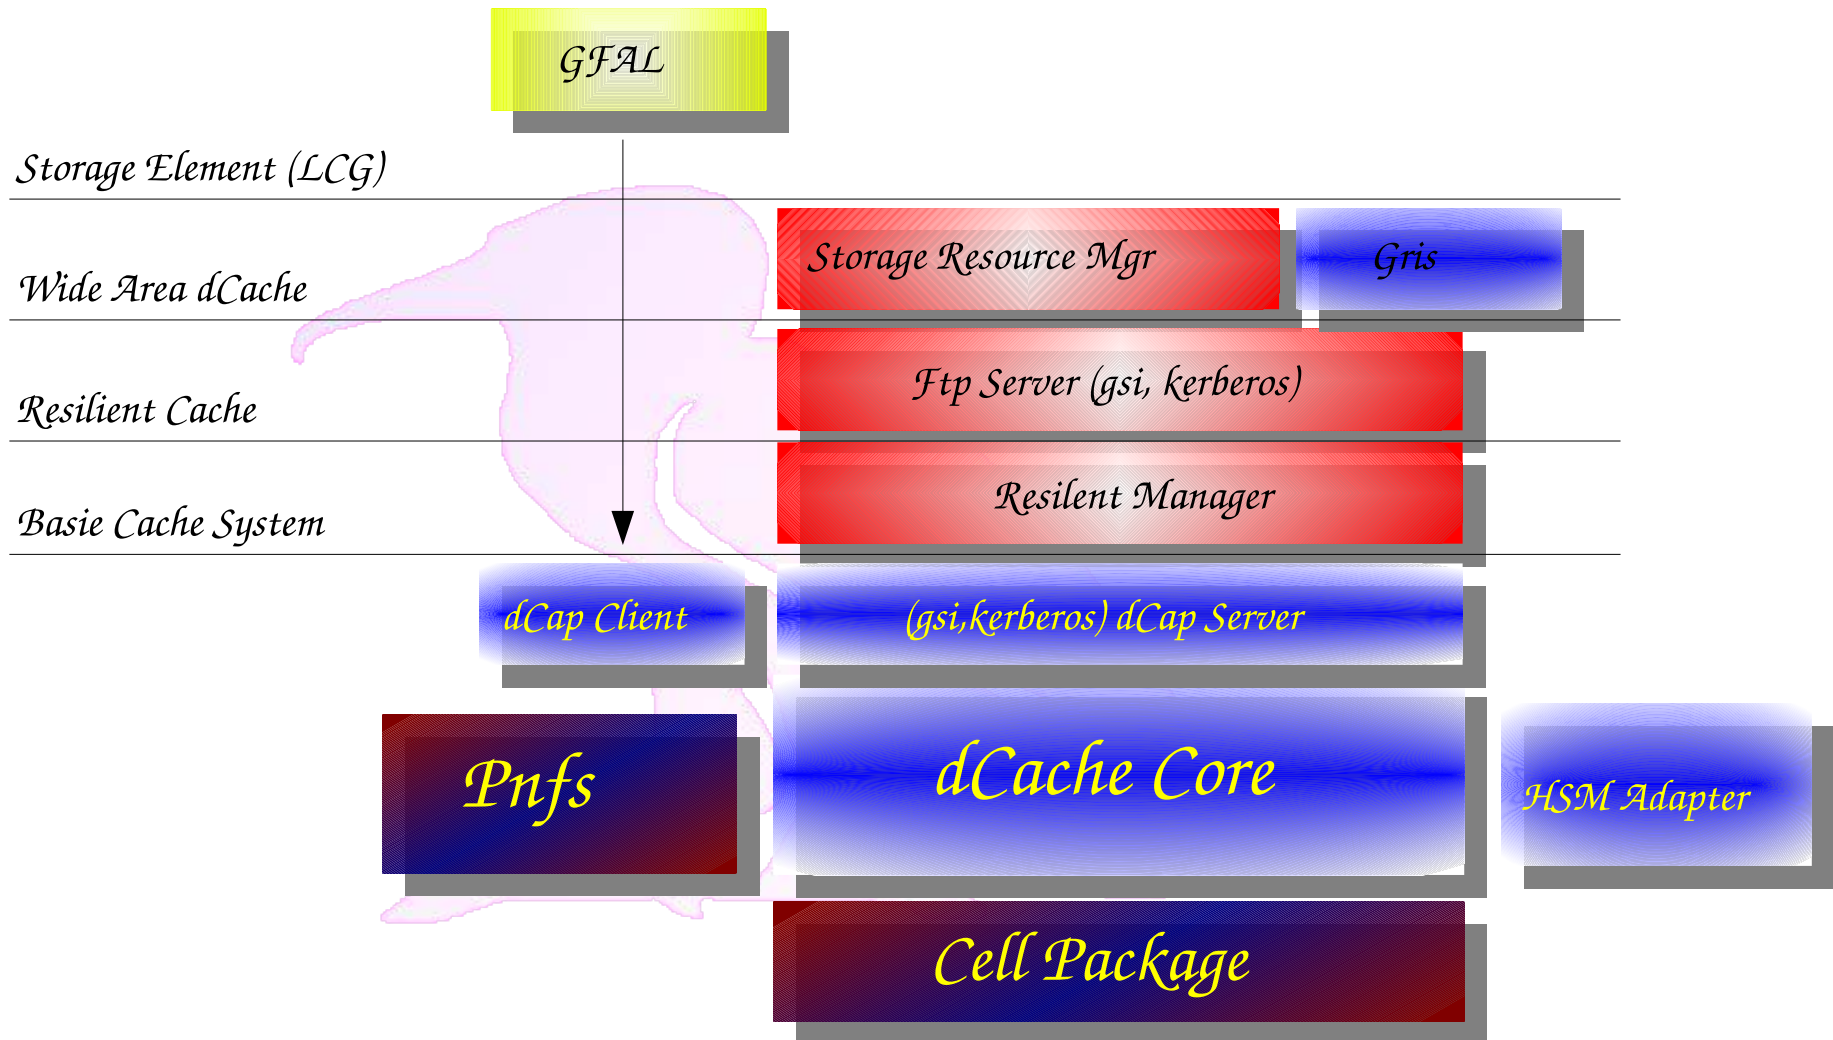 GFAL
Storage Element (LCG)
Storage Resource Mgr
Gris
Wide Area dCache
Ftp Server (gsi, kerberos)
Resilient Cache
Resilent Manager
Basie Cache System
dCap Client
(gsi,kerberos) dCap Server
Pnfs
dCache Core
HSM Adapter
Cell Package